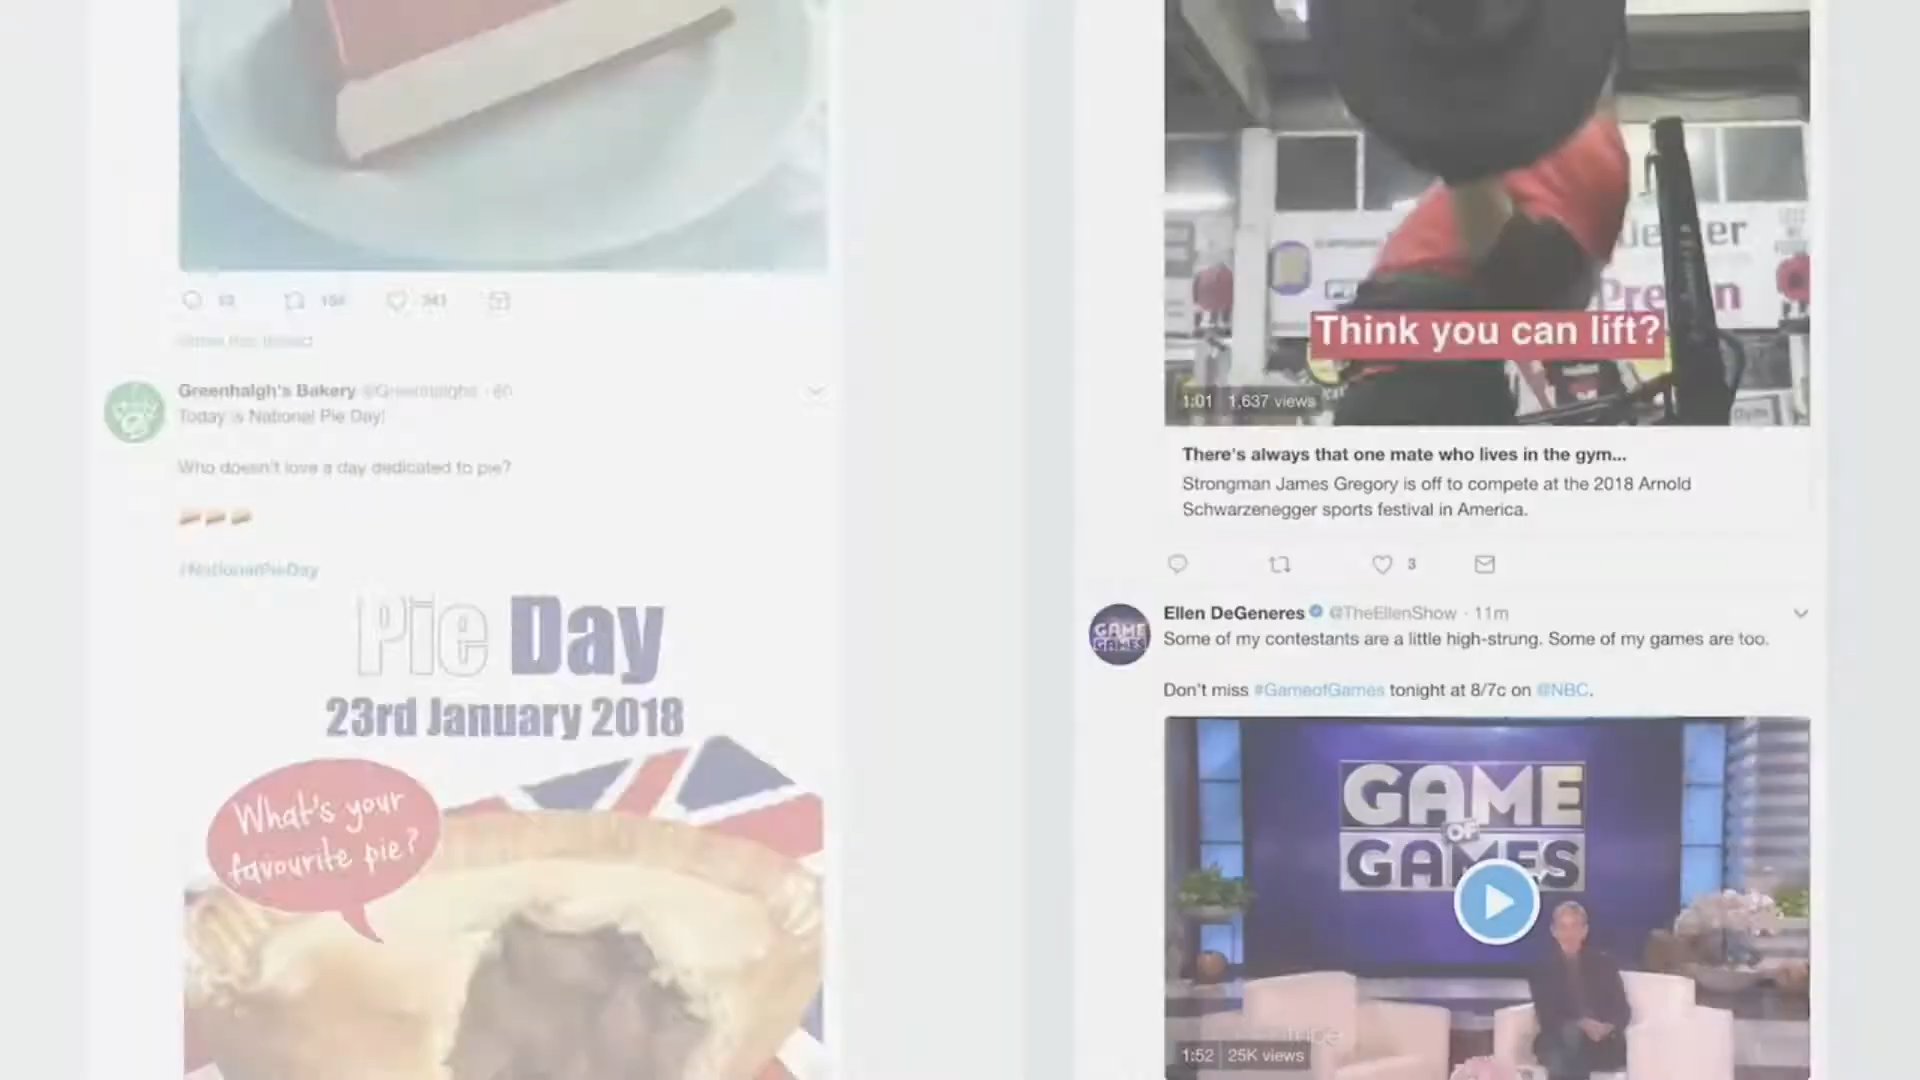 341
Greenhalgh's Bakery
Today is National Pie Day!
Who doesn't love a day dedicated to pie?
#NationalPieDay
Pie Day
23rd January 2018
What's your
favourite pie?
Think you can lift?
1:01 1,637 views
There's always that one mate who lives in the gym...
Strongman James Gregory is off to compete at the 2018 Arnold
Schwarzenegger sports festival in America.
3
Ellen DeGeneres @TheEllenShow · 11m
GAME
GAMES
Some of my contestants are a little high-strung. Some of my games are too.
Don't miss #GameofGames tonight at 8/7c on @NBC.
GAME
OF
GAMES
1:52 25K views